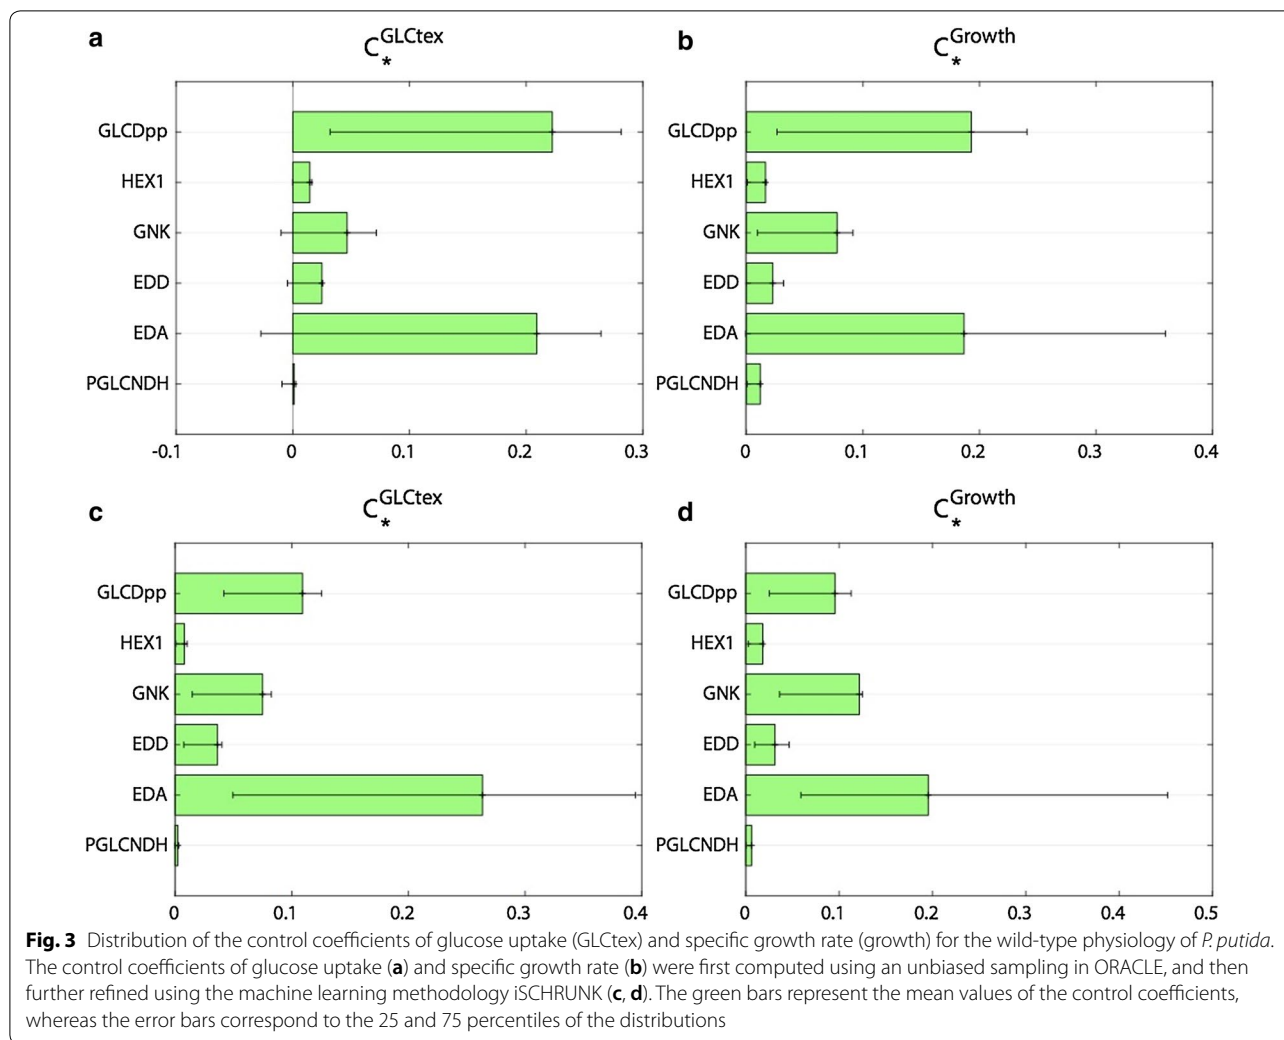 a
C*GLCtex
GLCDpp
HEX1
GNK
EDD
EDA
PGLCNDH
-0.1 0 0.1 0.2 0.3
b
C*Growth
GLCDpp
HEX1
GNK
EDD
EDA
PGLCNDH
0 0.1 0.2 0.3 0.4
c
C*GLCtex
GLCDpp
HEX1
GNK
EDD
EDA
PGLCNDH
0 0.1 0.2 0.3 0.4
d
C*Growth
GLCDpp
HEX1
GNK
EDD
EDA
PGLCNDH
0 0.1 0.2 0.3 0.4 0.5
Fig. 3 Distribution of the control coefficients of glucose uptake (GLCtex) and specific growth rate (growth) for the wild-type physiology of P. putida.
The control coefficients of glucose uptake (a) and specific growth rate (b) were first computed using an unbiased sampling in ORACLE, and then
further refined using the machine learning methodology iSCHRUNK (c, d). The green bars represent the mean values of the control coefficients,
whereas the error bars correspond to the 25 and 75 percentiles of the distributions